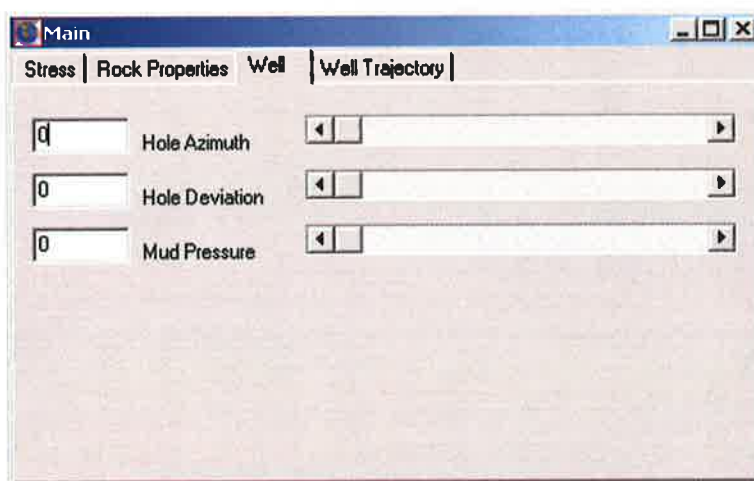 Main
Stress Rock Properties Well Well Trajectory
0 Hole Azimuth
0 Hole Deviation
0 Mud Pressure